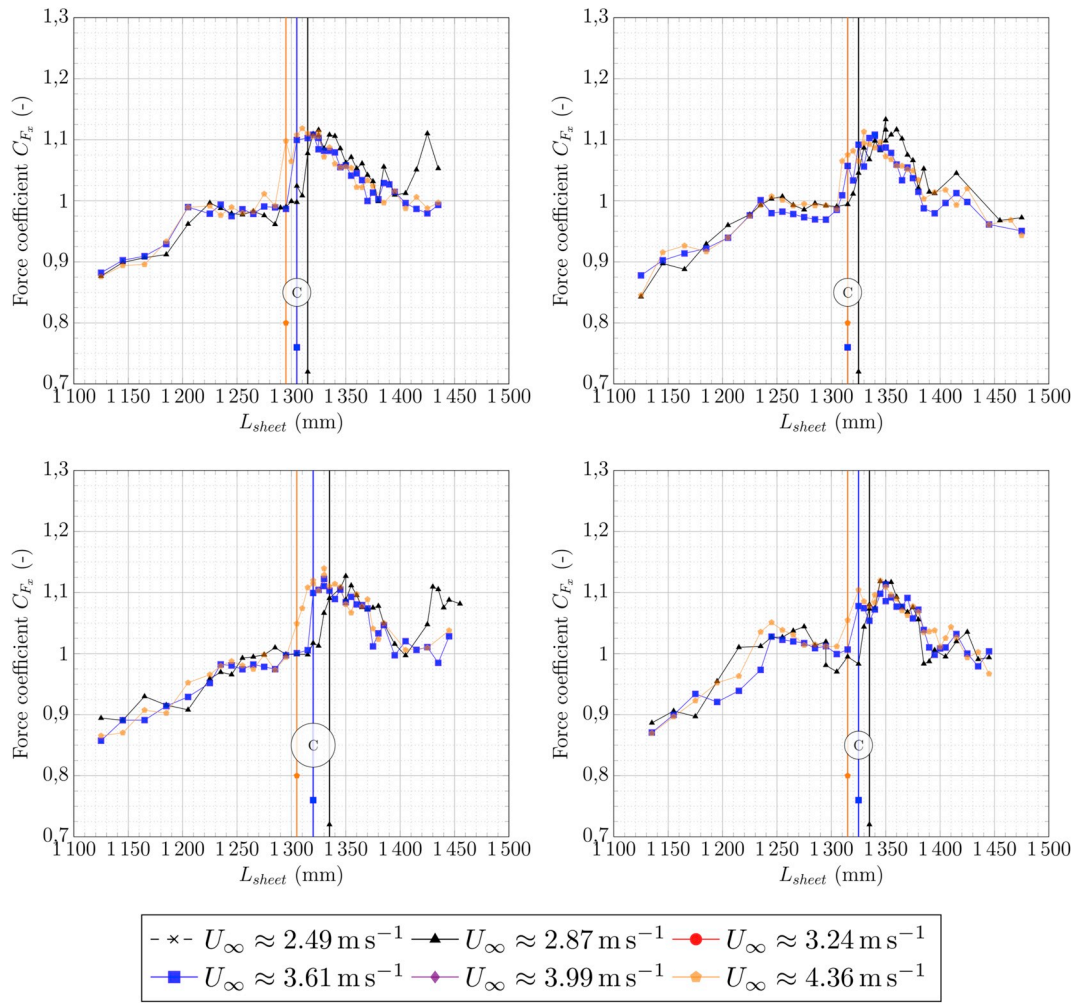 1,3 1,3
1,2 1,2
1,1 1,1
1 1
0,9 0,9
0,8 0,8
0,7 0,7
Force coefficient C_{F_x} (-) Force coefficient C_{F_x} (-)
C C
1 100 1 200 1 250 1 300 1 350 1 400 1 450 1 500 1 100 1 200 1 250 1 300 1 350 1 400 1 450 1 500
L_{sheet} (mm) L_{sheet} (mm)
1,3 1,3
1,2 1,2
1,1 1,1
1 1
0,9 0,9
0,8 0,8
0,7 0,7
Force coefficient C_{F_x} (-) Force coefficient C_{F_x} (-)
C C
1 100 1 200 1 250 1 300 1 350 1 400 1 450 1 500 1 100 1 200 1 250 1 300 1 350 1 400 1 450 1 500
L_{sheet} (mm) L_{sheet} (mm)
U_∞ ≈ 2.49 m s⁻¹ U_∞ ≈ 2.87 m s⁻¹ U_∞ ≈ 3.24 m s⁻¹
U_∞ ≈ 3.61 m s⁻¹ U_∞ ≈ 3.99 m s⁻¹ U_∞ ≈ 4.36 m s⁻¹